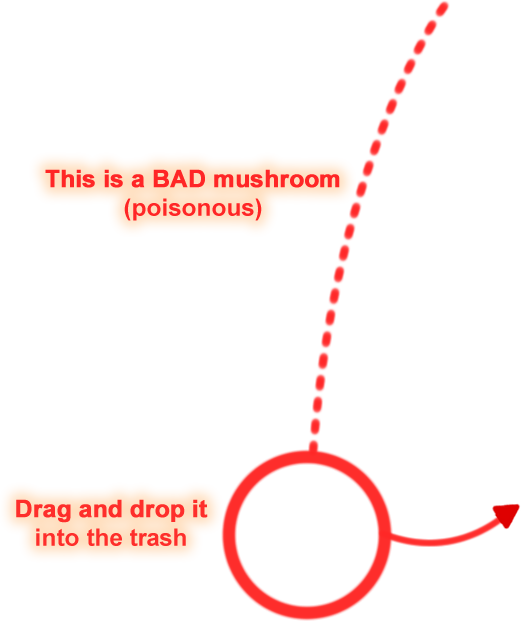 This is a BAD mushroom
(poisonous)
Drag and drop it
into the trash